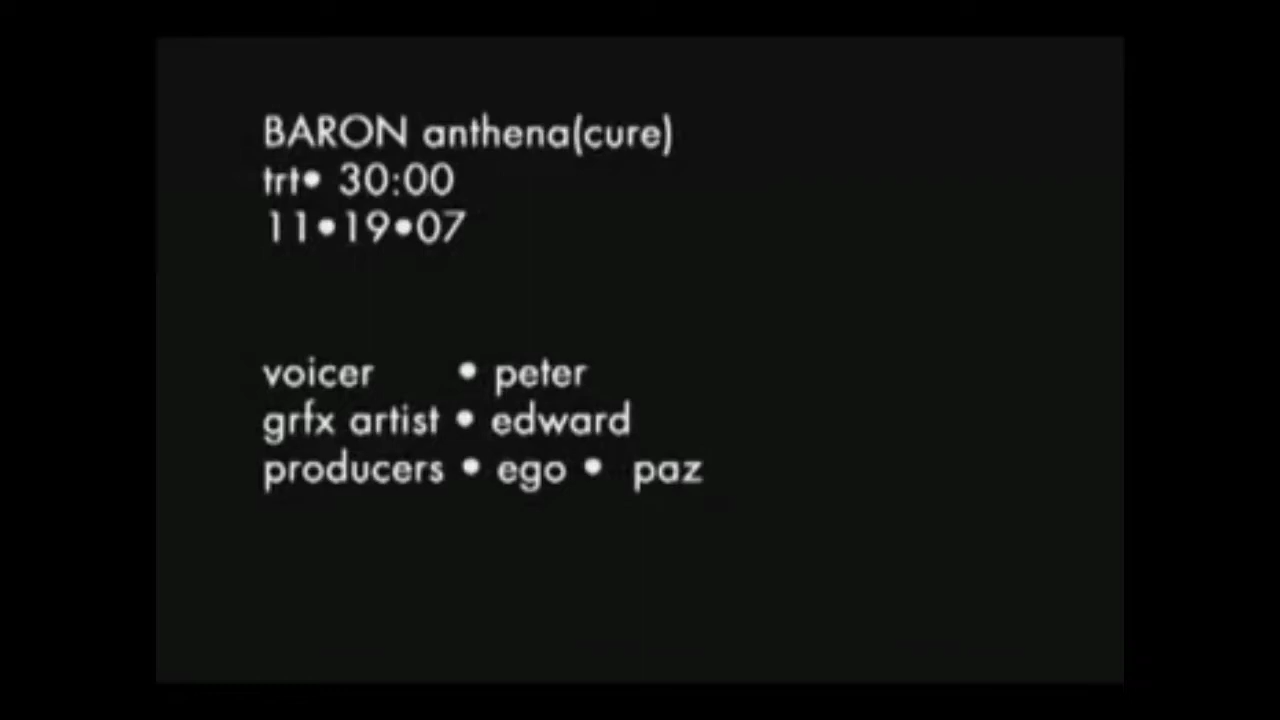 BARON anthena(cure)
trt• 30:00
11•19•07
voicer • peter
grfx artist • edward
producers • ego • paz